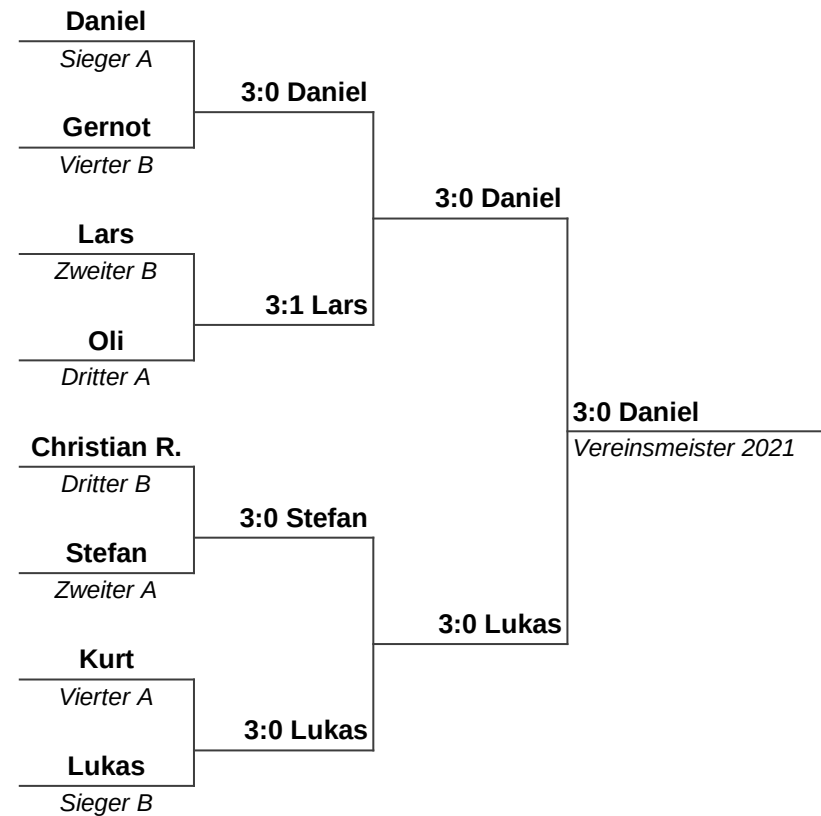 Daniel
Sieger A
3:0 Daniel
Gernot
Vierter B
3:0 Daniel
Lars
Zweiter B
3:1 Lars
Oli
Dritter A
3:0 Daniel
Vereinsmeister 2021
Christian R.
Dritter B
3:0 Stefan
Stefan
Zweiter A
3:0 Lukas
Kurt
Vierter A
3:0 Lukas
Lukas
Sieger B